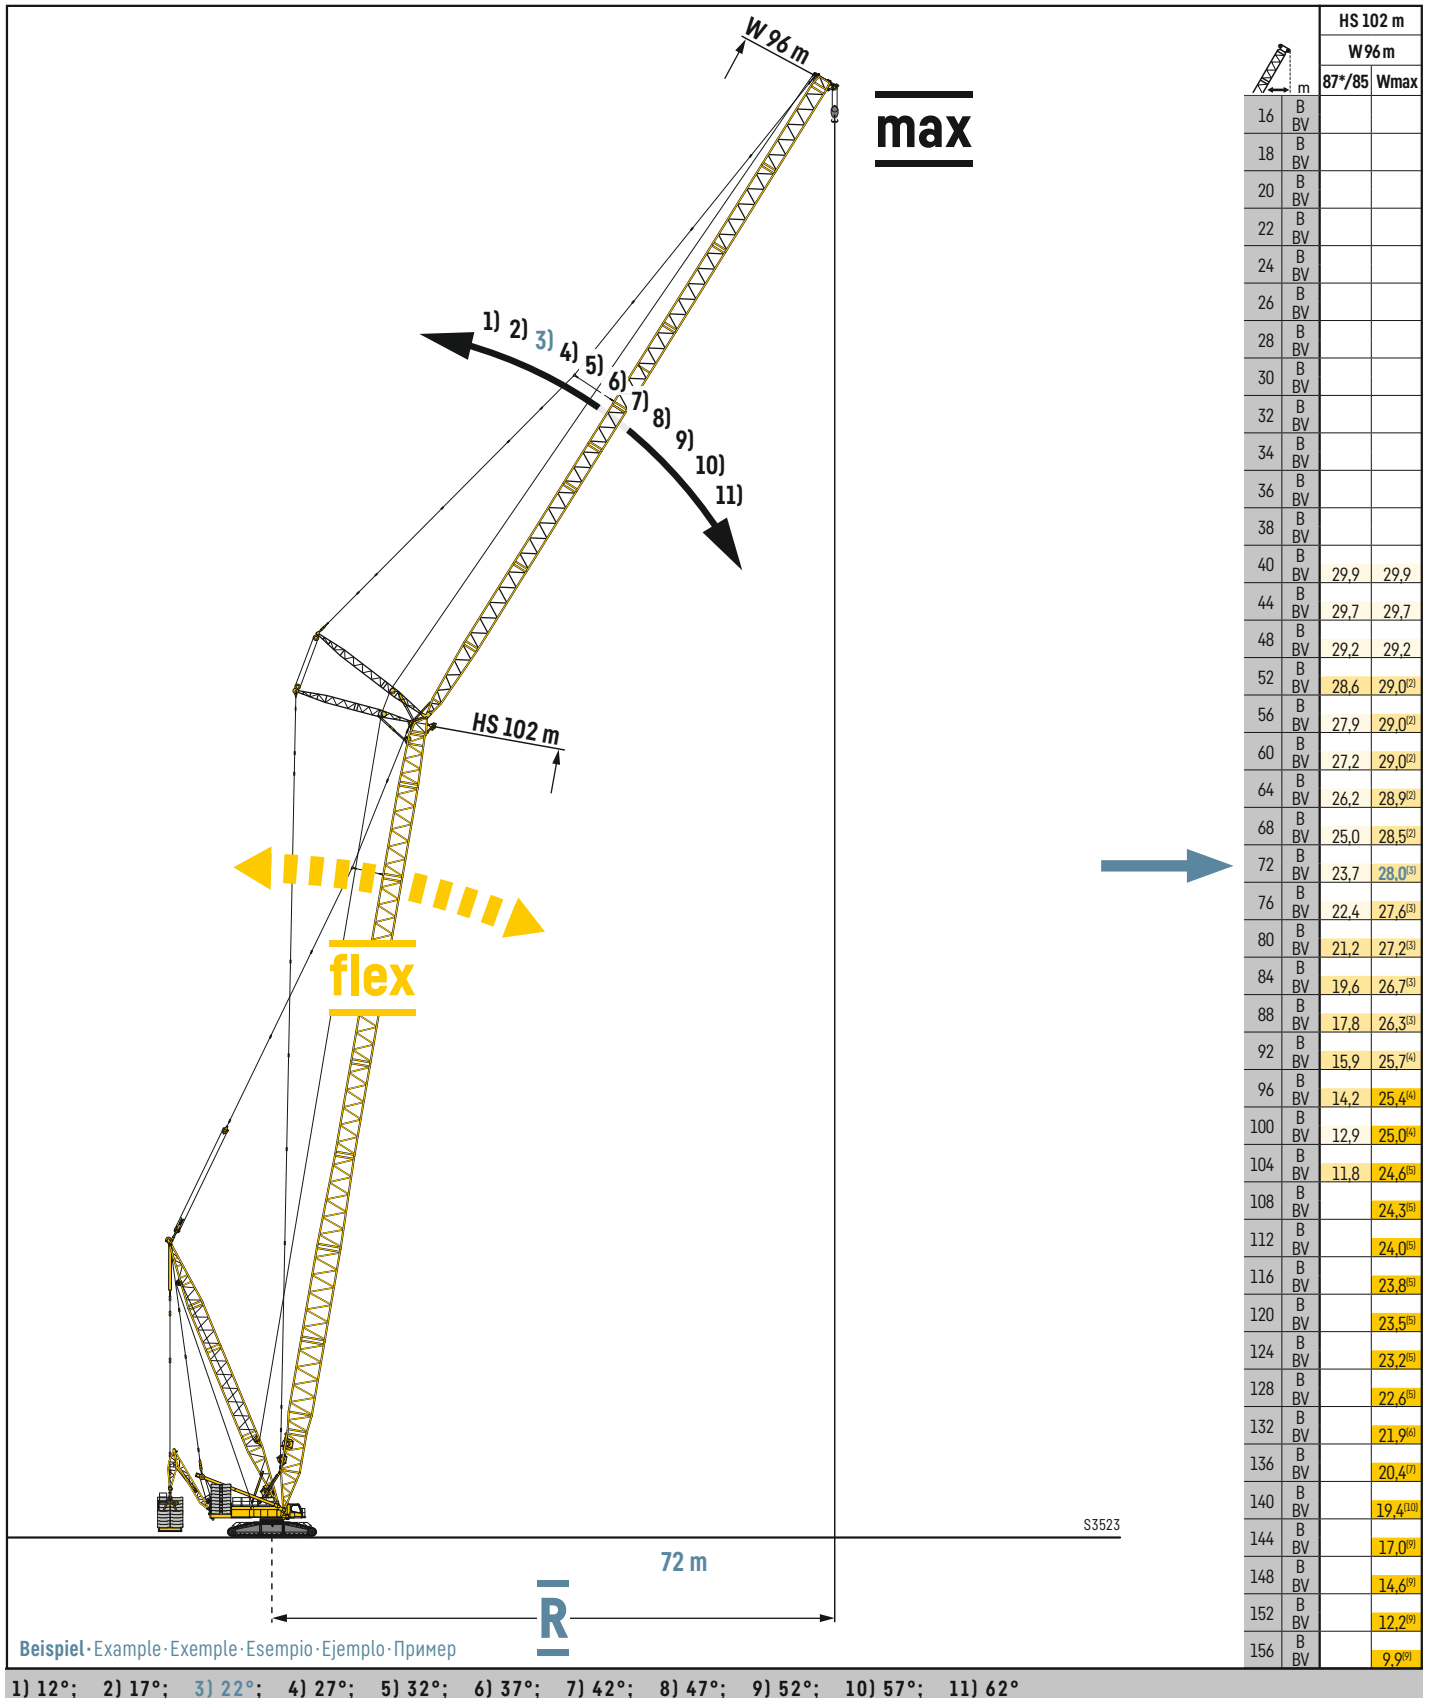 W 96 m
max
1) 2) 3) 4) 5) 6) 7) 8) 9) 10) 11)
HS 102 m
flex
S3523
72 m
R
Beispiel · Example · Exemple · Esempio · Ejemplo · Пример
HS 102 m
W 96 m
m 87*/85 Wmax
16 B
BV
18 B
BV
20 B
BV
22 B
BV
24 B
BV
26 B
BV
28 B
BV
30 B
BV
32 B
BV
34 B
BV
36 B
BV
38 B
BV
40 B
BV 29,9 29,9
44 B
BV 29,7 29,7
48 B
BV 29,2 29,2
52 B
BV 28,6 29,0(2)
56 B
BV 27,9 29,0(2)
60 B
BV 27,2 29,0(2)
64 B
BV 26,2 28,9(2)
68 B
BV 25,0 28,5(2)
72 B
BV 23,7 28,0(3)
76 B
BV 22,4 27,6(3)
80 B
BV 21,2 27,2(3)
84 B
BV 19,6 26,7(3)
88 B
BV 17,8 26,3(3)
92 B
BV 15,9 25,7(4)
96 B
BV 14,2 25,4(4)
100 B
BV 12,9 25,0(4)
104 B
BV 11,8 24,6(5)
108 B
BV 24,3(5)
112 B
BV 24,0(5)
116 B
BV 23,8(5)
120 B
BV 23,5(5)
124 B
BV 23,2(5)
128 B
BV 22,6(5)
132 B
BV 21,9(6)
136 B
BV 20,4(7)
140 B
BV 19,4(10)
144 B
BV 17,0(9)
148 B
BV 14,6(9)
152 B
BV 12,2(9)
156 B
BV 9,9(9)
1) 12°; 2) 17°; 3) 22°; 4) 27°; 5) 32°; 6) 37°; 7) 42°; 8) 47°; 9) 52°; 10) 57°; 11) 62°